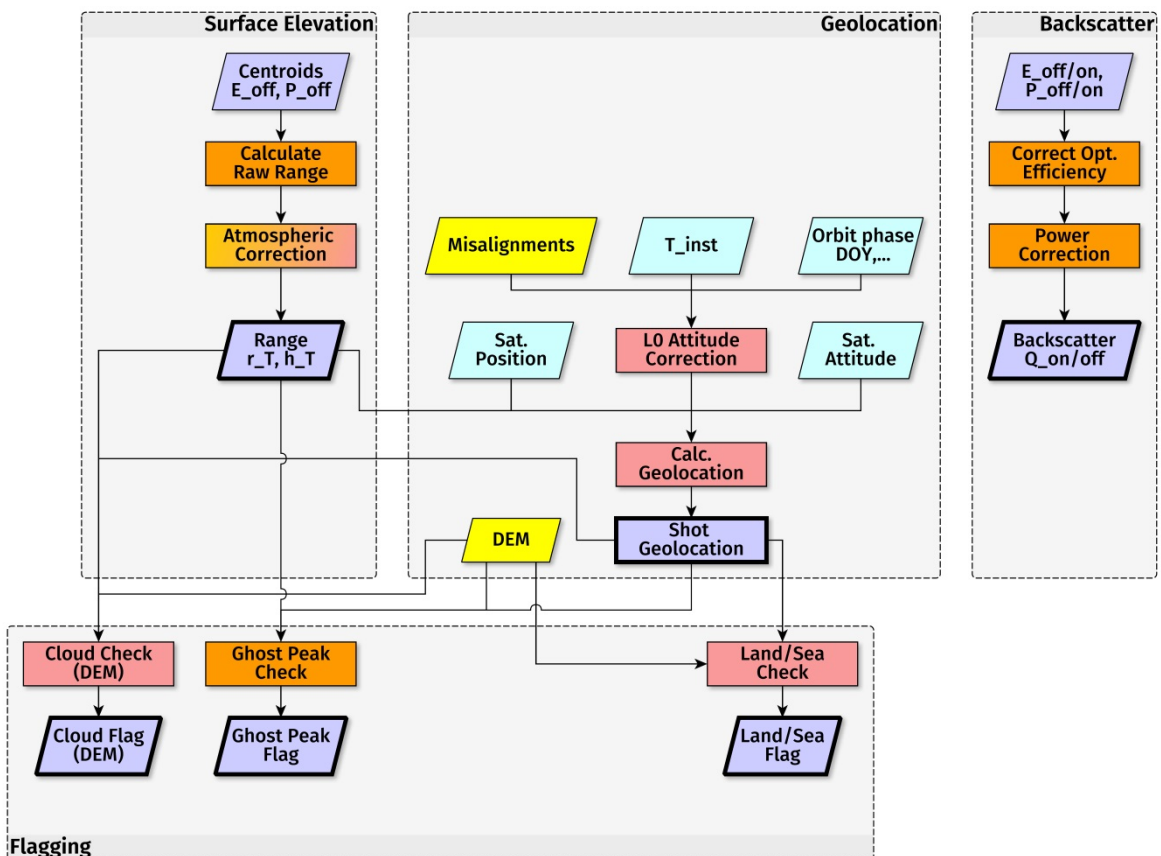 Surface Elevation
Centroids
E_off, P_off
Calculate
Raw Range
Atmospheric
Correction
Range
r_T, h_T
Geolocation
Misalignments
T_inst
Orbit phase
DOY,...
Sat.
Position
L0 Attitude
Correction
Sat.
Attitude
Calc.
Geolocation
DEM
Shot
Geolocation
Backscatter
E_off/on,
P_off/on
Correct Opt.
Efficiency
Power
Correction
Backscatter
Q_on/off
Cloud Check
(DEM)
Ghost Peak
Check
Land/Sea
Check
Cloud Flag
(DEM)
Ghost Peak
Flag
Land/Sea
Flag
Flagging